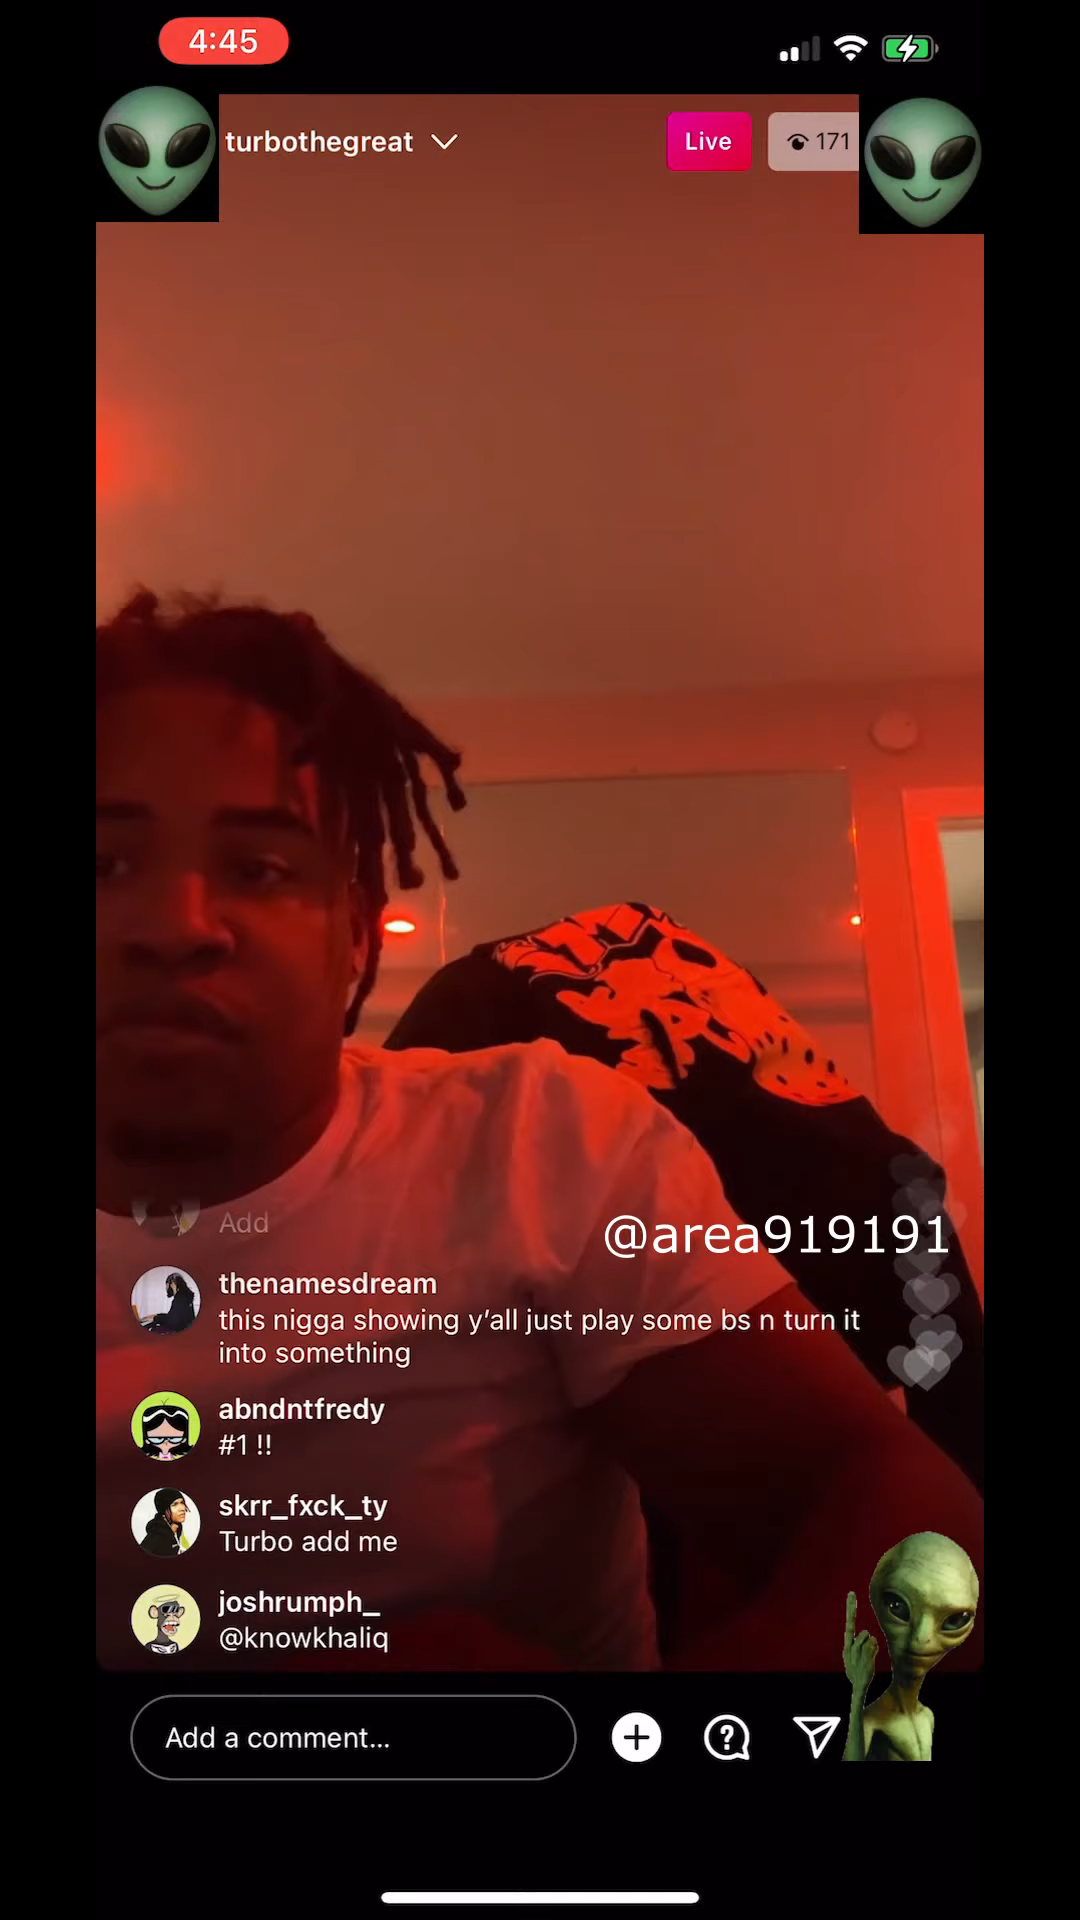 4:45
turbothegreat
Live
171
Add
@area919191
thenamesdream
this nigga showing y'all just play some bs n turn it
into something
abndntfredy
#1 !!
skrr_fxck_ty
Turbo add me
joshrumph_
@knowkhaliq
Add a comment...